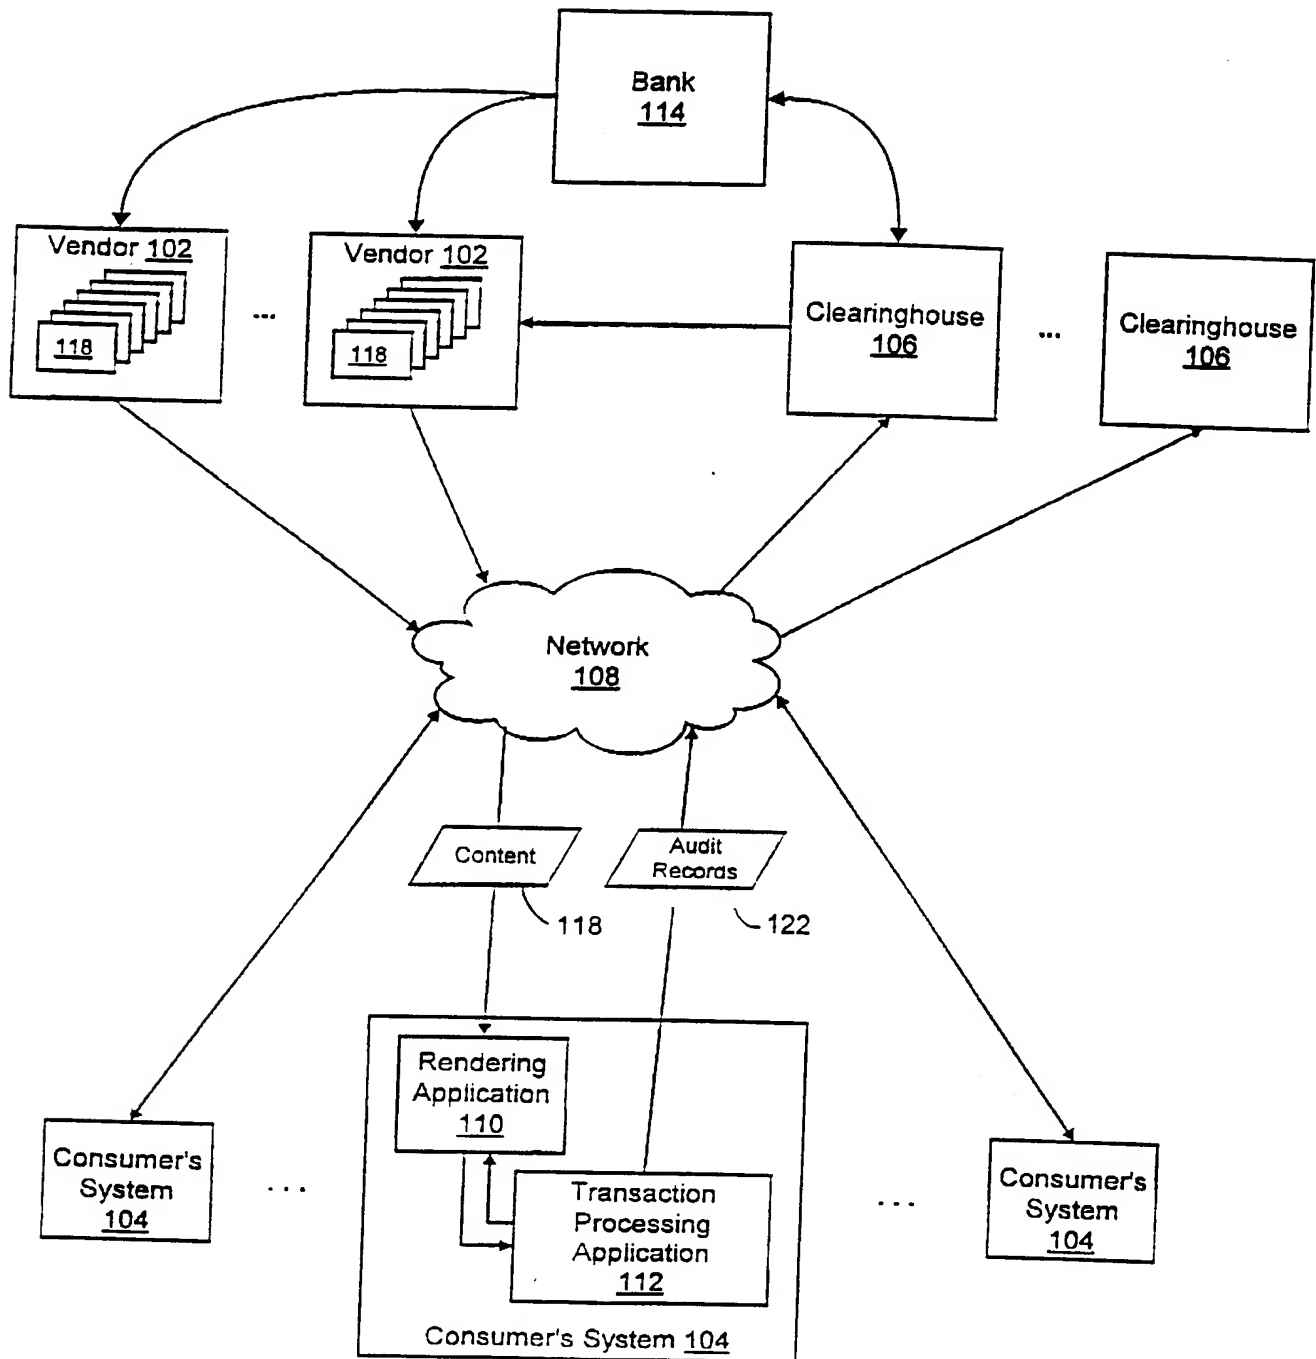 Bank
114
Vendor 102
118
...
Vendor 102
118
Clearinghouse
106
...
Clearinghouse
106
Network
108
Content
118
Audit
Records
122
Rendering
Application
110
Transaction
Processing
Application
112
Consumer's System 104
Consumer's
System
104
...
...
Consumer's
System
104